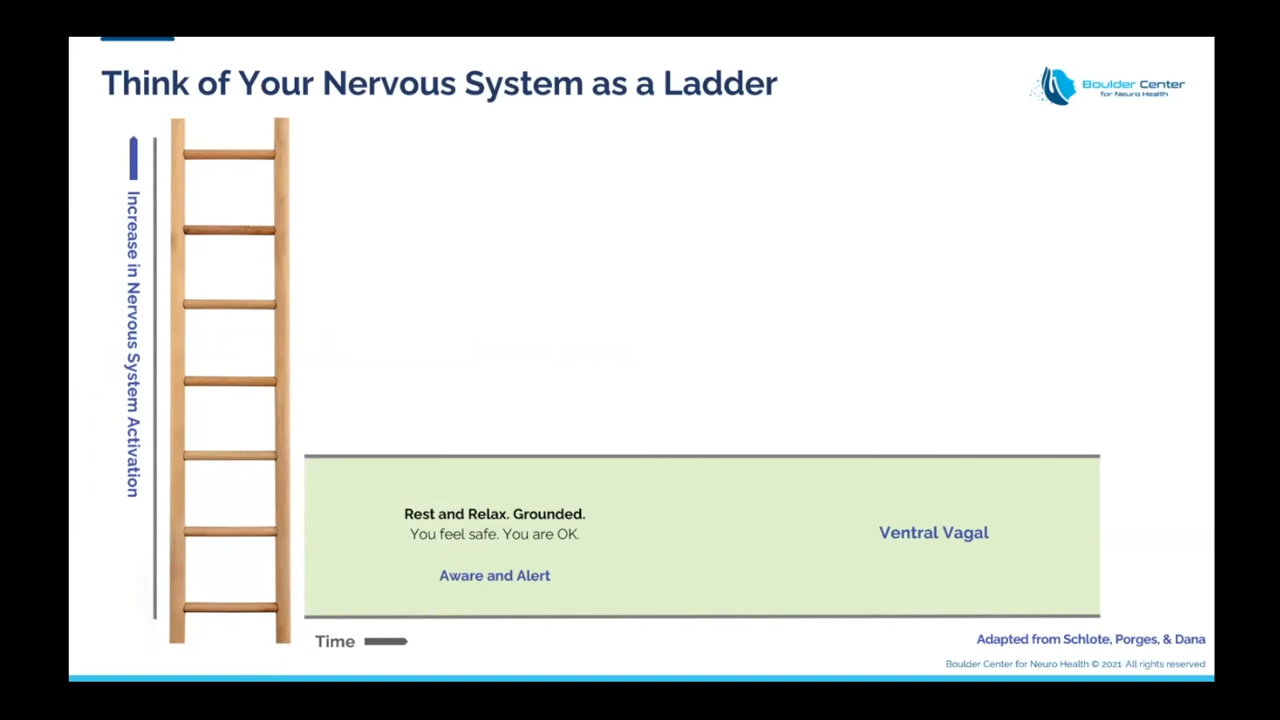 Think of Your Nervous System as a Ladder
Boulder Center
for Neuro Health
Increase in Nervous System Activation
Rest and Relax. Grounded.
You feel safe. You are OK.
Aware and Alert
Ventral Vagal
Time
Adapted from Schlote, Porges, & Dana
Boulder Center for Neuro Health © 2021. All rights reserved